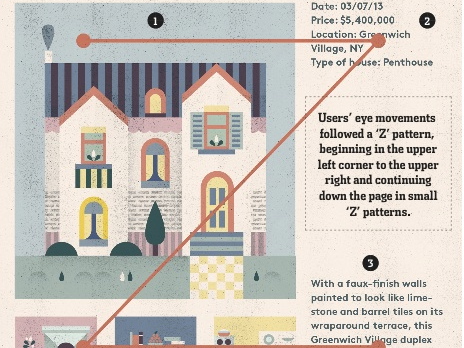 1
Date: 03/07/13
Price: $5,400,000
2
Location: Greenwich
Village, NY
Type of house: Penthouse
Users' eye movements
followed a 'Z' pattern,
beginning in the upper
left corner to the upper
right and continuing
down the page in small
'Z' patterns.
3
With a faux-finish walls
painted to look like lime-
stone and barrel tiles on its
wraparound terrace, this
Greenwich Village duplex